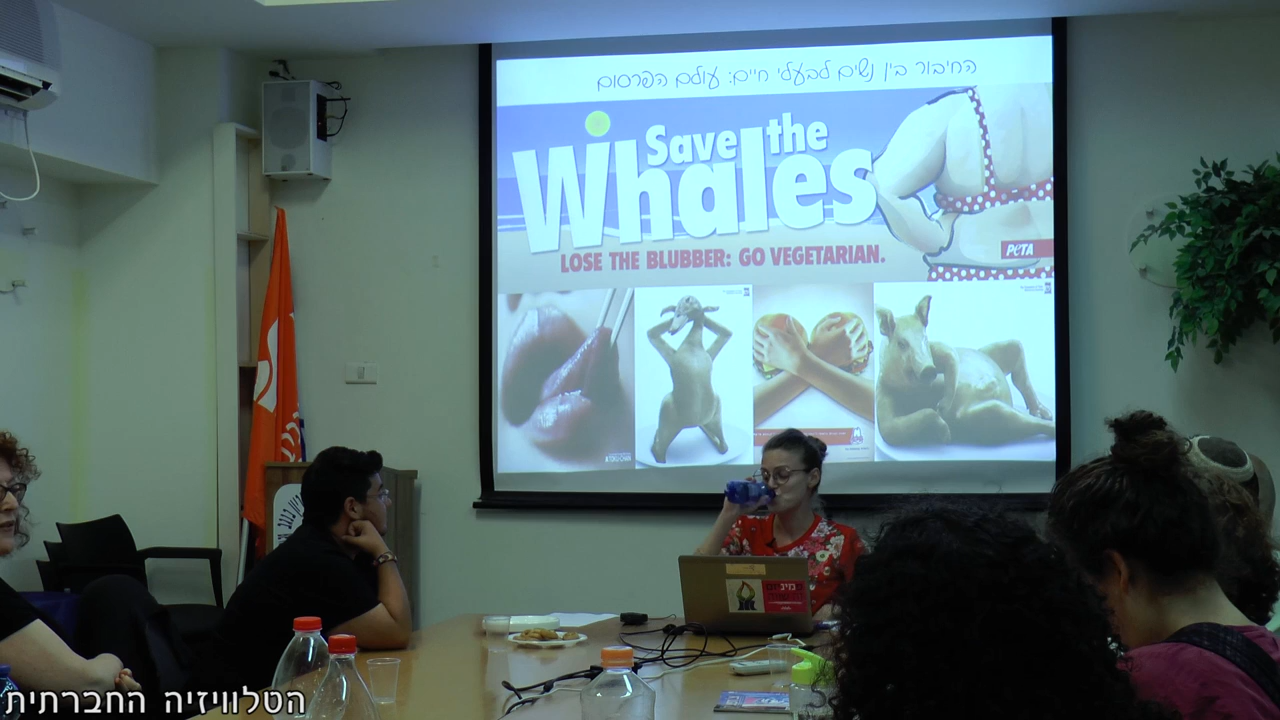 החיבור בין נשים לבעלי חיים: עולם הפרסום
Save the
Whales
LOSE THE BLUBBER: GO VEGETARIAN.
PeTA
הטלוויזיה החברתית